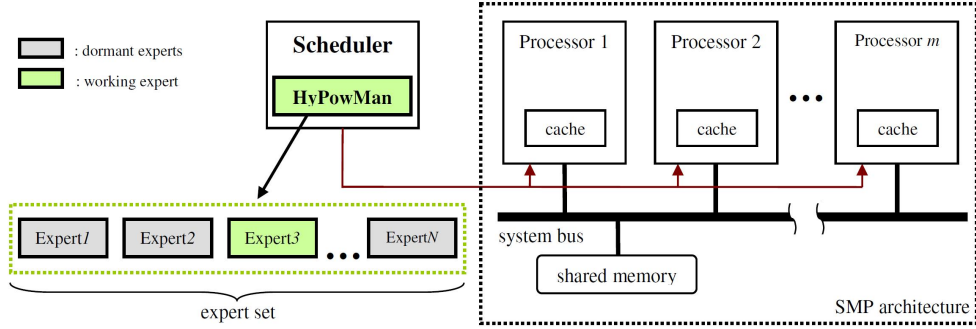 : dormant experts
: working expert
Scheduler
HyPowMan
Processor 1
Processor 2
Processor m
cache
cache
cache
Expert1
Expert2
Expert3
ExpertN
expert set
system bus
shared memory
SMP architecture